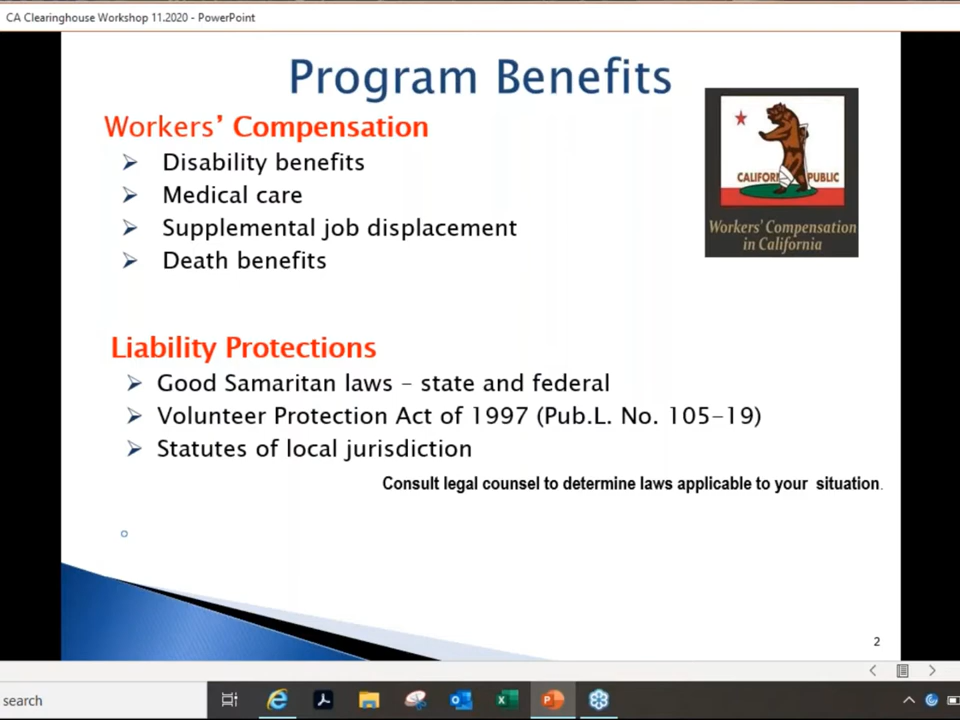 CA Clearinghouse Workshop 11.2020 - PowerPoint
Program Benefits
Workers' Compensation
Disability benefits
Medical care
Supplemental job displacement
Death benefits
CALIFOR PUBLIC
Workers' Compensation
in California
Liability Protections
Good Samaritan laws – state and federal
Volunteer Protection Act of 1997 (Pub.L. No. 105-19)
Statutes of local jurisdiction
Consult legal counsel to determine laws applicable to your situation.
2
search